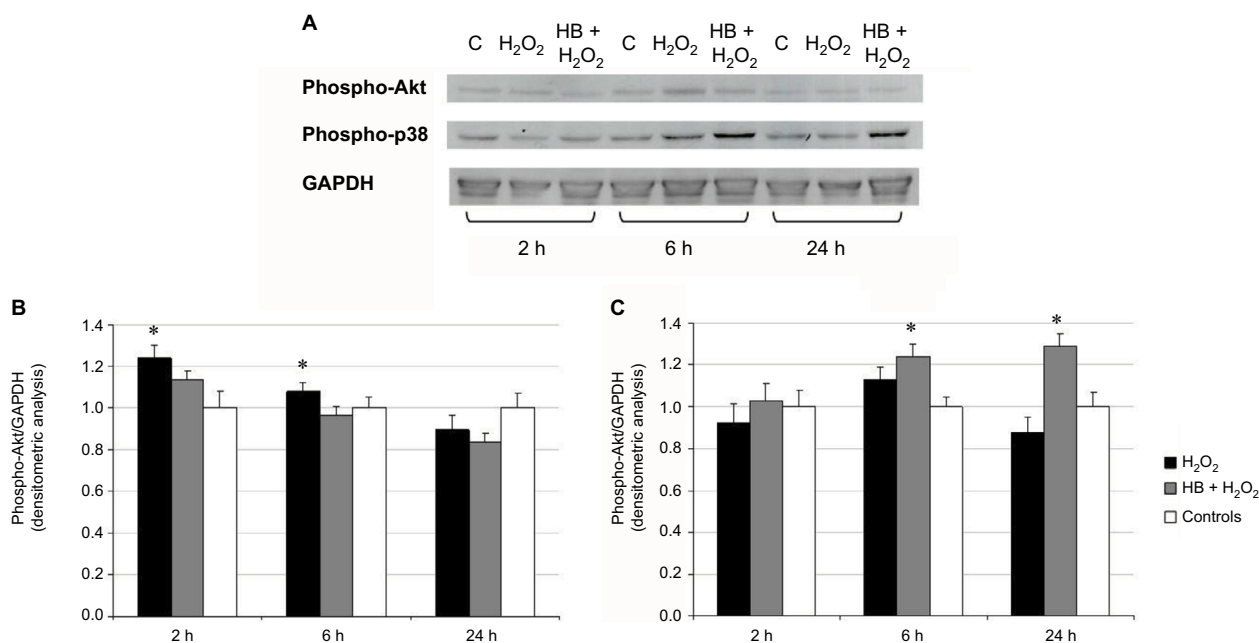 A
C H₂O₂ HB + H₂O₂ C H₂O₂ HB + H₂O₂ C H₂O₂ HB + H₂O₂
Phospho-Akt
Phospho-p38
GAPDH
2 h 6 h 24 h
B
Phospho-Akt/GAPDH
(densitometric analysis)
1.4
*
1.2
*
1.0
0.8
0.6
0.4
0.2
0.0
2 h 6 h 24 h
C
Phospho-Akt/GAPDH
(densitometric analysis)
1.4
* *
1.2
1.0
0.8
0.6
0.4
0.2
0.0
2 h 6 h 24 h
H₂O₂
HB + H₂O₂
Controls